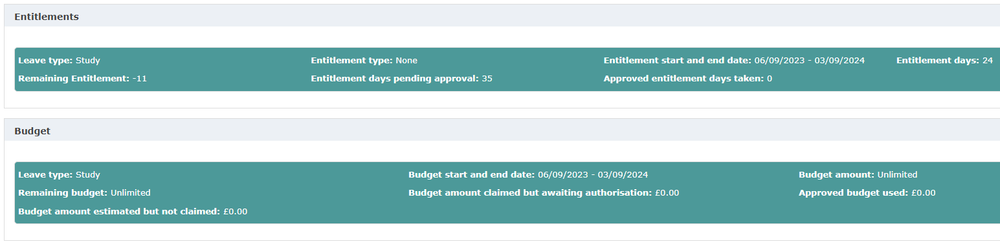 Entitlements
Leave type: Study Entitlement type: None Entitlement start and end date: 06/09/2023 - 03/09/2024 Entitlement days: 24
Remaining Entitlement: -11 Entitlement days pending approval: 35 Approved entitlement days taken: 0
Budget
Leave type: Study Budget start and end date: 06/09/2023 - 03/09/2024 Budget amount: Unlimited
Remaining budget: Unlimited Budget amount claimed but awaiting authorisation: £0.00 Approved budget used: £0.00
Budget amount estimated but not claimed: £0.00